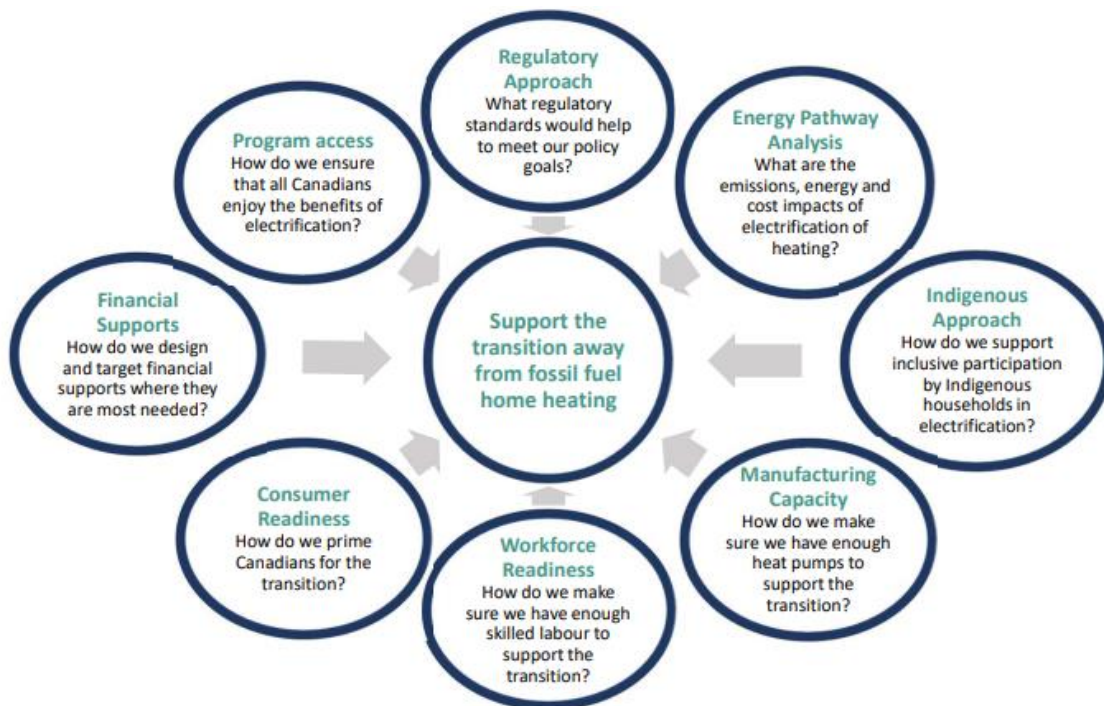 Regulatory
Approach
What regulatory
standards would help
to meet our policy
goals?
Energy Pathway
Analysis
What are the
emissions, energy and
cost impacts of
electrification of
heating?
Indigenous
Approach
How do we support
inclusive participation
by Indigenous
households in
electrification?
Manufacturing
Capacity
How do we make
sure we have enough
heat pumps to
support the
transition?
Workforce
Readiness
How do we make
sure we have enough
skilled labour to
support the
transition?
Consumer
Readiness
How do we prime
Canadians for the
transition?
Financial
Supports
How do we design
and target financial
supports where they
are most needed?
Program access
How do we ensure
that all Canadians
enjoy the benefits of
electrification?
Support the
transition away
from fossil fuel
home heating